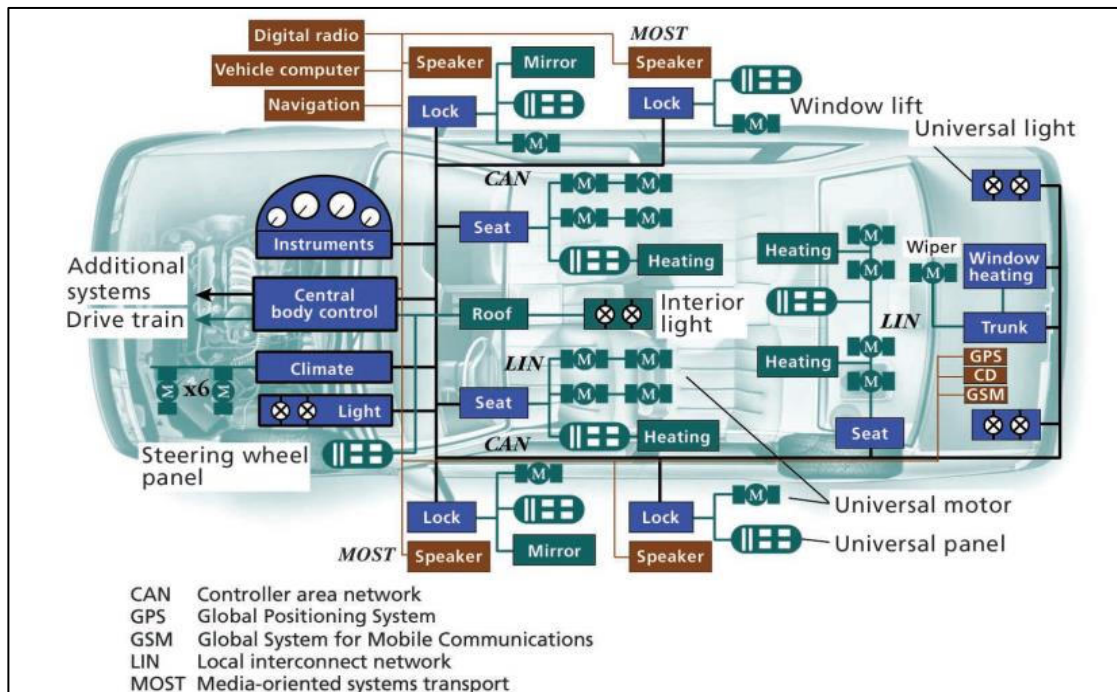 Digital radio
Vehicle computer
Navigation
Speaker
Mirror
Lock
M
MOST
Speaker
Lock
M
Window lift
Universal light
CAN
Instruments
Seat
M
M
M
M
Heating
Heating
M
M
Wiper
M
Window
heating
Additional
systems
Drive train
Central
body control
Roof
Interior
light
LIN
Trunk
Climate
M
x6
M
LIN
Seat
M
M
M
M
Heating
Heating
M
M
GPS
CD
GSM
Light
CAN
Seat
Steering wheel
panel
Lock
M
Mirror
MOST
Speaker
Lock
M
Speaker
Universal motor
Universal panel
CAN Controller area network
GPS Global Positioning System
GSM Global System for Mobile Communications
LIN Local interconnect network
MOST Media-oriented systems transport